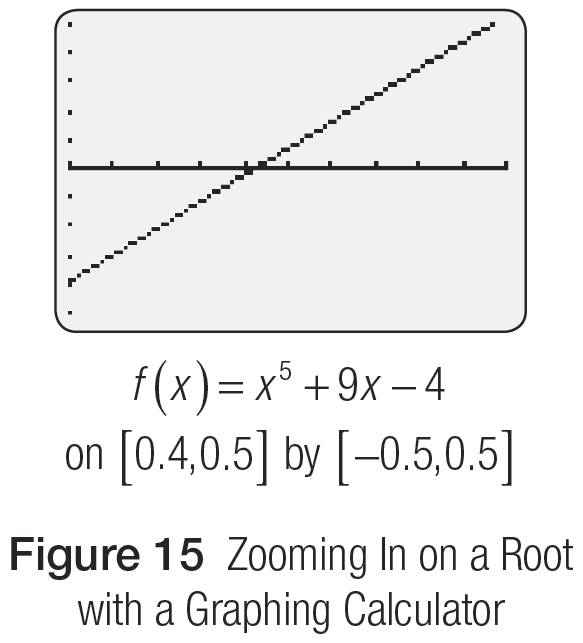 f(x) = x⁵ + 9x − 4
on [0.4,0.5] by [−0.5,0.5]
Figure 15 Zooming In on a Root
with a Graphing Calculator